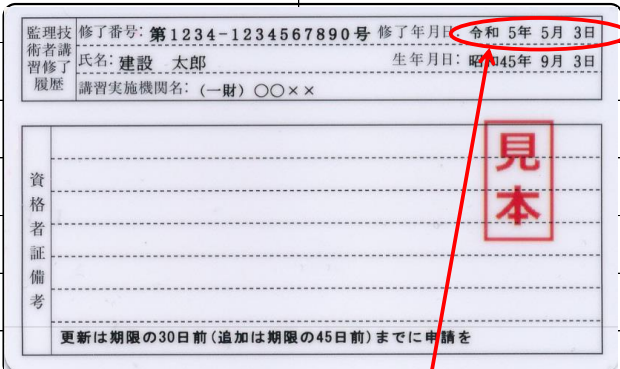 監理技術者講習修了履歴
修了番号: 第1234-1234567890号 修了年月日: 令和 5年 5月 3日
氏名: 建設 太郎 生年月日: 昭和45年 9月 3日
講習実施機関名: (一財) 〇〇××
見本
資格者証備考
更新は期限の30日前(追加は期限の45日前)までに申請を